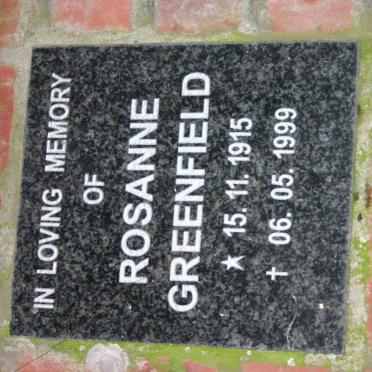 IN LOVING MEMORY
OF
ROSANNE
GREENFIELD
★ 15. 11. 1915
✝ 06. 05. 1999